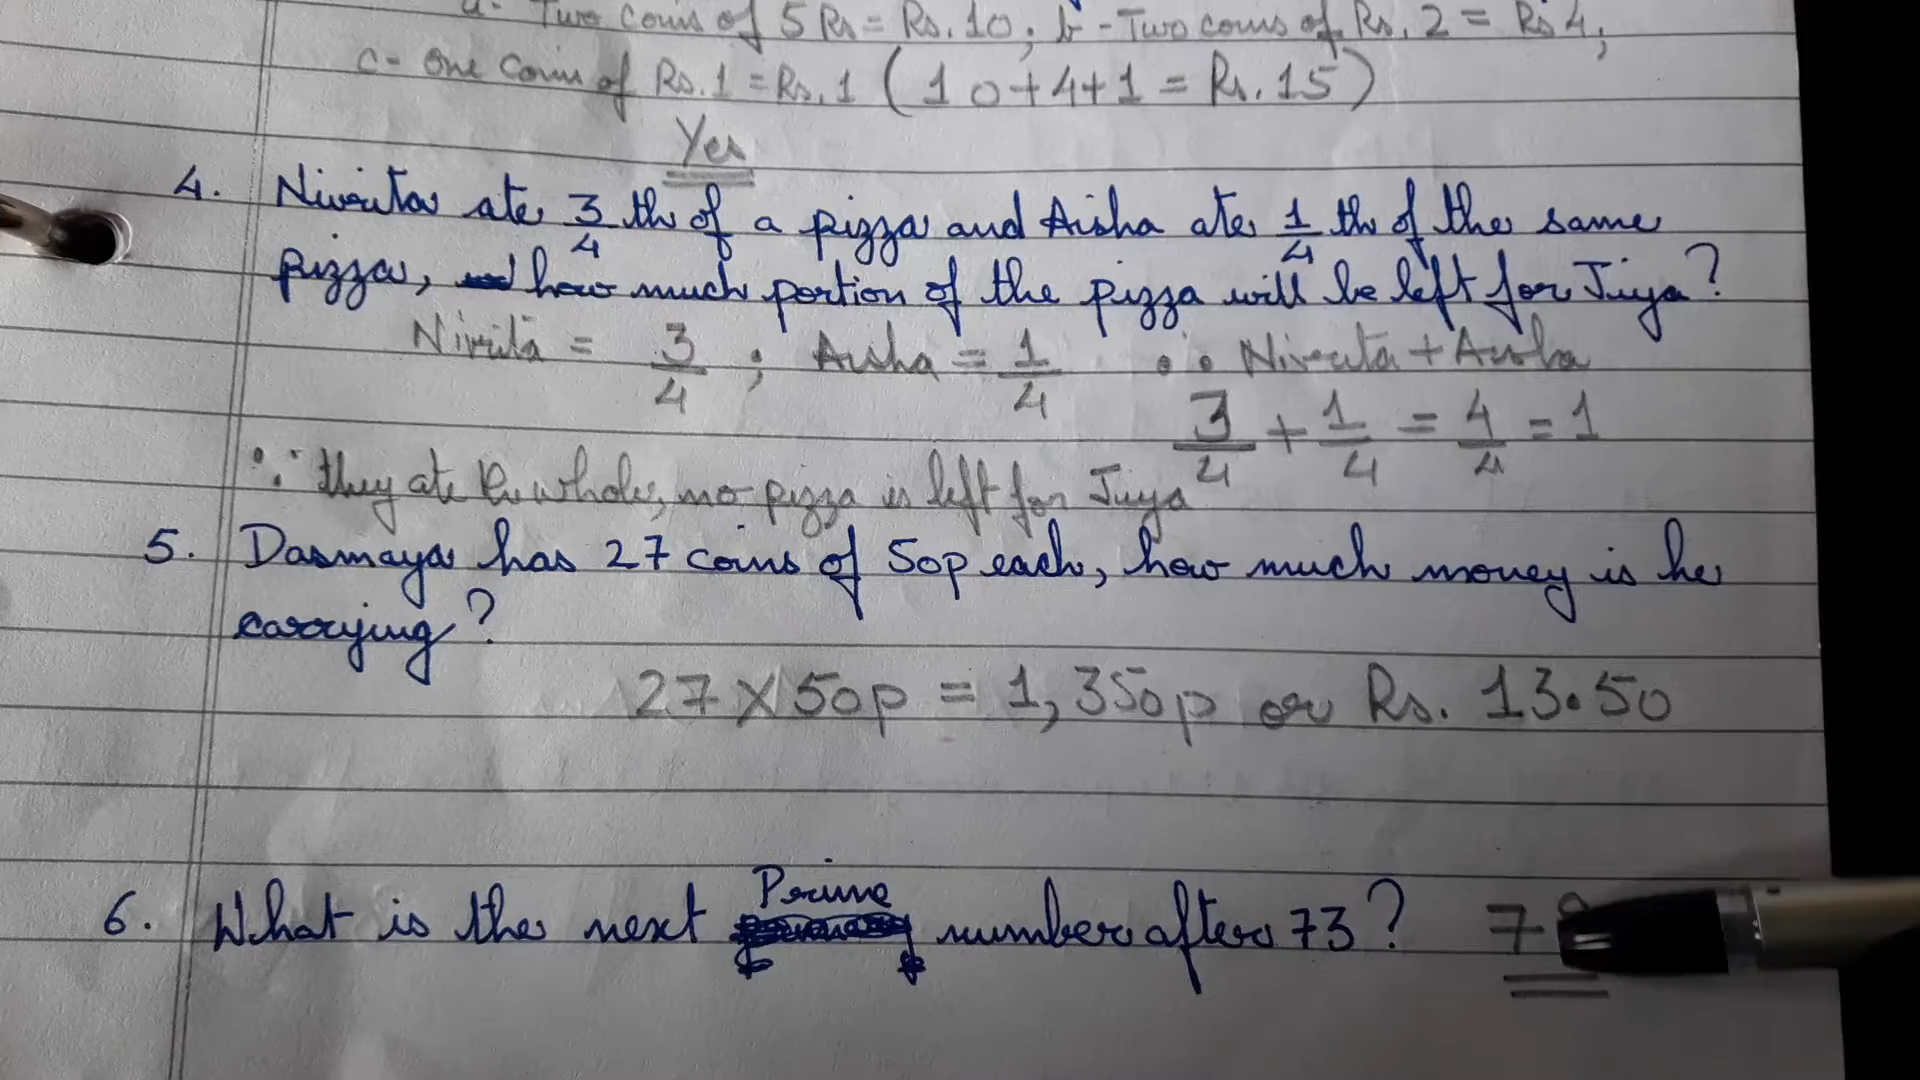 a- Two coins of 5 Rs = Rs. 10; b - Two coins of Rs. 2 = Rs 4;
c- One coin of Rs. 1 = Rs. 1 (10+4+1 = Rs. 15)
Yes
4. Nivrita ate 3/4 th of a pizza and Aisha ate 1/4 th of the same
pizza, how much portion of the pizza will be left for Jiya?
Nivrita = 3/4 ; Aisha = 1/4 ∴ Nivrita + Aisha
3/4 + 1/4 = 4/4 = 1
∵ they ate the whole, no pizza is left for Jiya
5. Dasmaya has 27 coins of 50p each, how much money is he
carrying?
27 X 50p = 1,350p or Rs. 13.50
6. What is the next Prime number after 73? 7